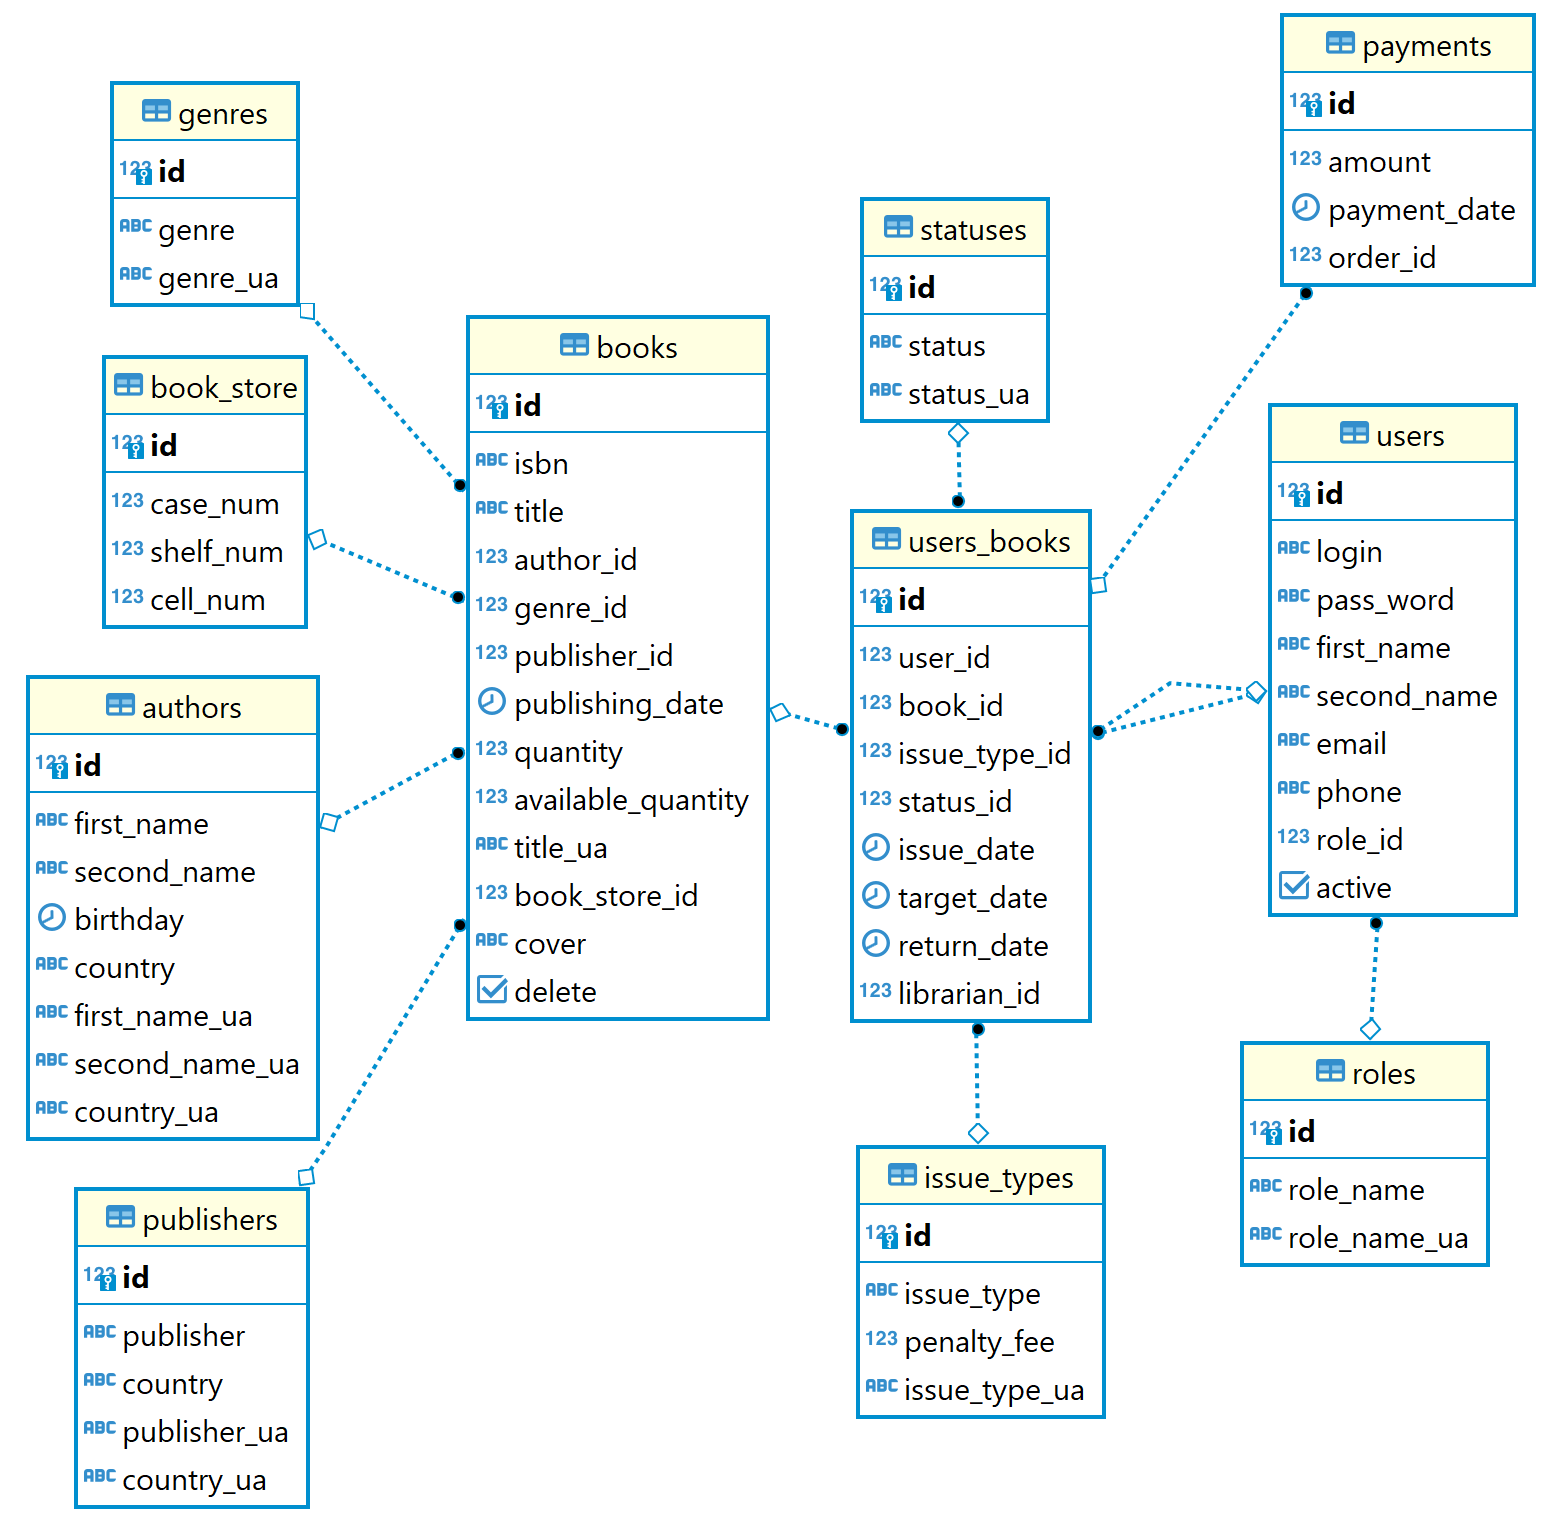 genres
123 id
ABC genre
ABC genre_ua
book_store
123 id
123 case_num
123 shelf_num
123 cell_num
authors
123 id
ABC first_name
ABC second_name
birthday
ABC country
ABC first_name_ua
ABC second_name_ua
ABC country_ua
publishers
123 id
ABC publisher
ABC country
ABC publisher_ua
ABC country_ua
books
123 id
ABC isbn
ABC title
123 author_id
123 genre_id
123 publisher_id
publishing_date
123 quantity
123 available_quantity
ABC title_ua
123 book_store_id
ABC cover
delete
statuses
123 id
ABC status
ABC status_ua
users_books
123 id
123 user_id
123 book_id
123 issue_type_id
123 status_id
issue_date
target_date
return_date
123 librarian_id
issue_types
123 id
ABC issue_type
123 penalty_fee
ABC issue_type_ua
payments
123 id
123 amount
payment_date
123 order_id
users
123 id
ABC login
ABC pass_word
ABC first_name
ABC second_name
ABC email
ABC phone
123 role_id
active
roles
123 id
ABC role_name
ABC role_name_ua